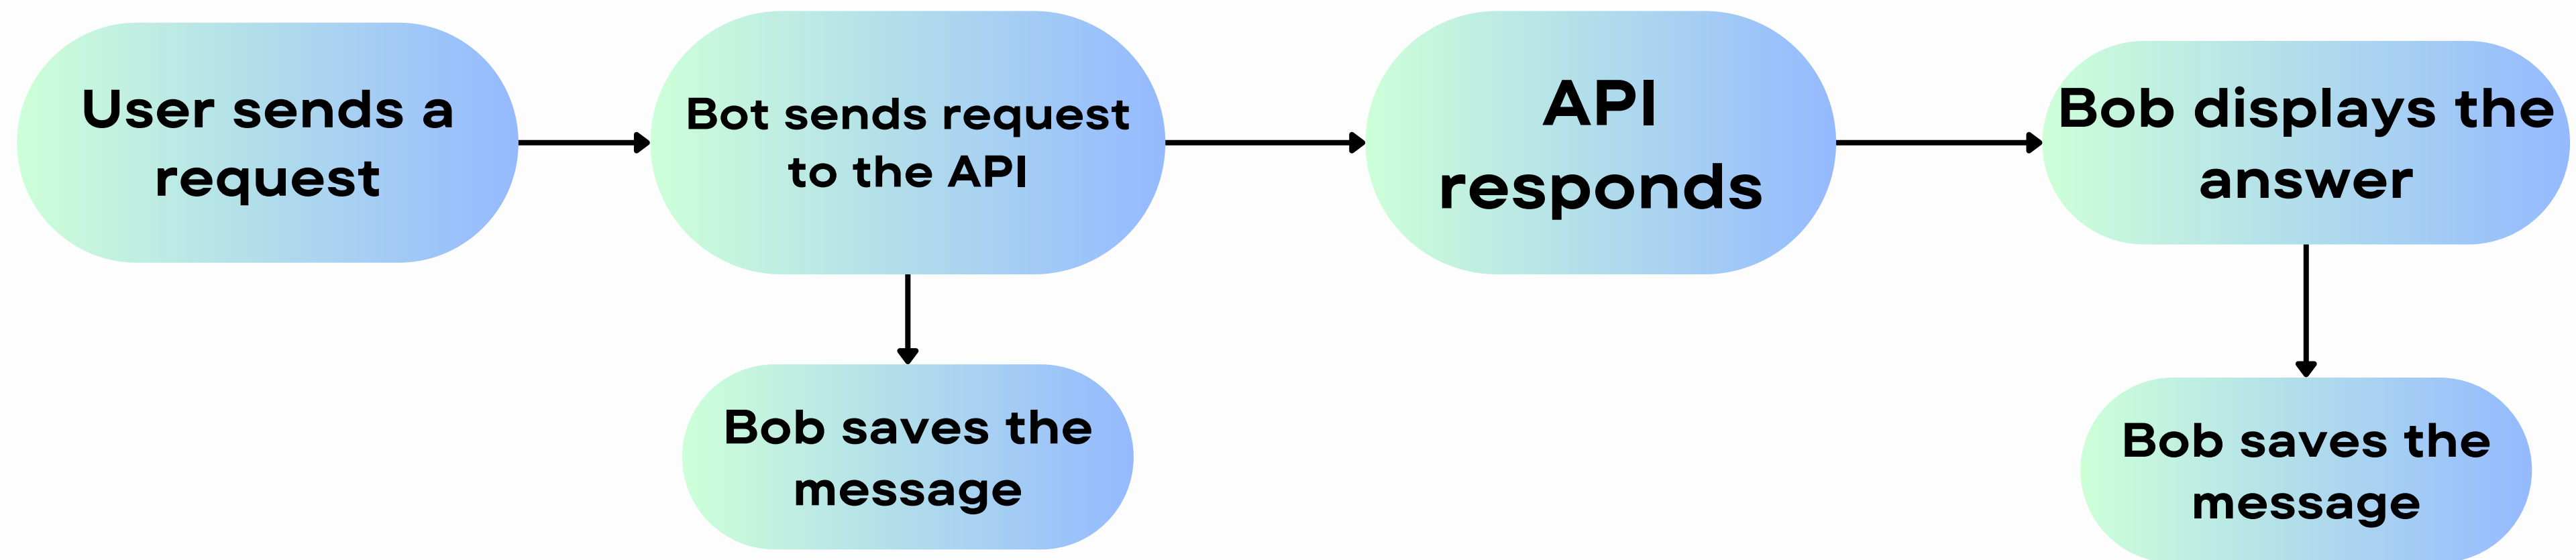 User sends a
request
Bot sends request
to the API
API
responds
Bob displays the
answer
Bob saves the
message
Bob saves the
message